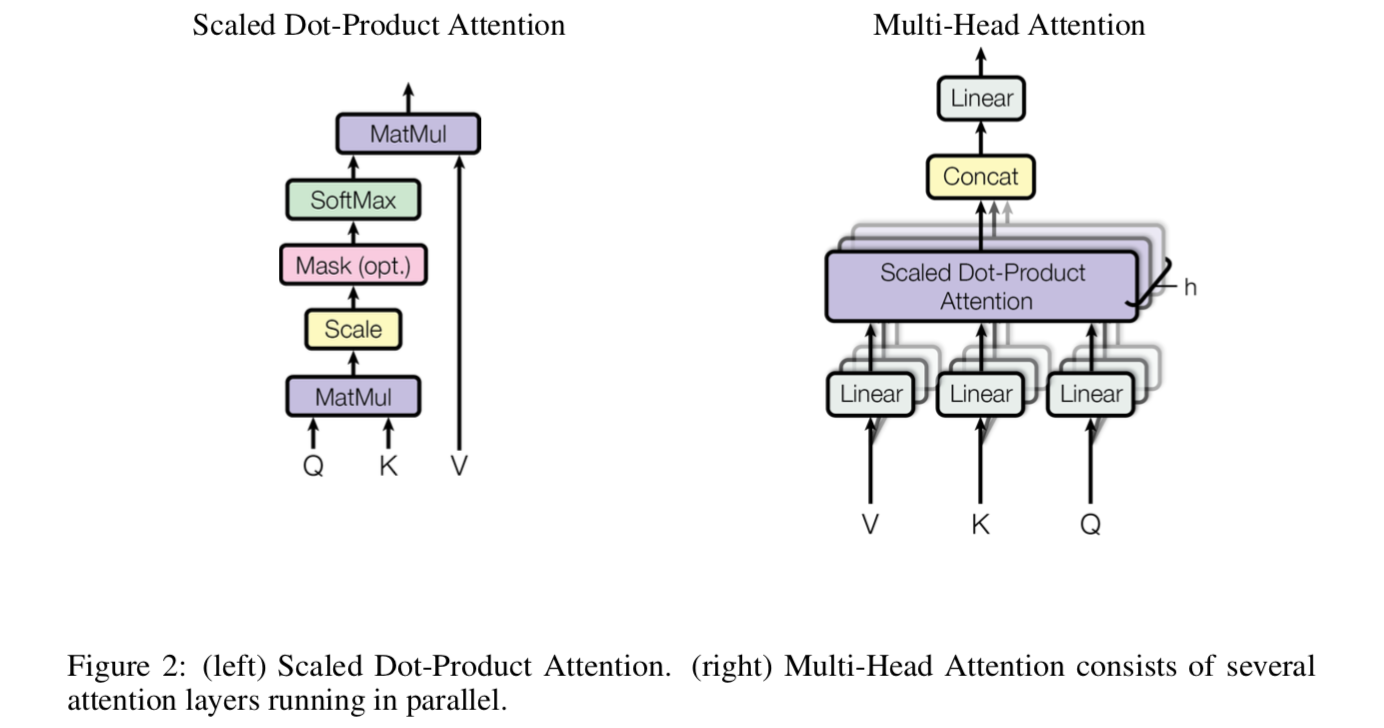 Scaled Dot-Product Attention
MatMul
SoftMax
Mask (opt.)
Scale
MatMul
Q K V
Multi-Head Attention
Linear
Concat
Scaled Dot-Product
Attention
h
Linear Linear Linear
V K Q
Figure 2: (left) Scaled Dot-Product Attention. (right) Multi-Head Attention consists of several
attention layers running in parallel.